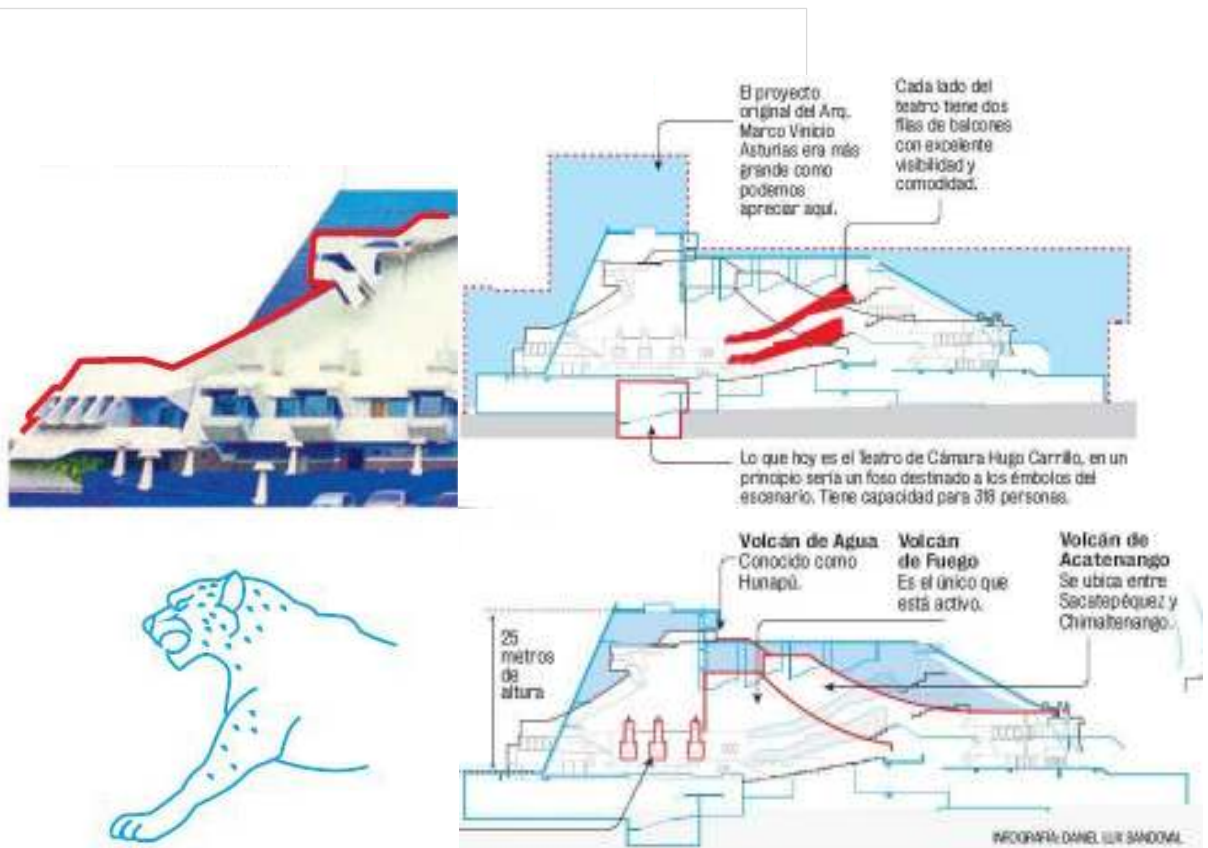 El proyecto
original del Arq.
Marco Vinicio
Asturias era más
grande como
podemos
apreciar aquí.
Cada lado del
teatro tiene dos
filas de balcones
con excelente
visibilidad y
comodidad.
Lo que hoy es el Teatro de Cámara Hugo Carrillo, en un
principio sería un foso destinado a los émbolos del
escenario. Tiene capacidad para 318 personas.
Volcán de Agua
Conocido como
Hunapú.
Volcán
de Fuego
Es el único que
está activo.
Volcán de
Acatenango
Se ubica entre
Sacatepéquez y
Chimaltenango.
25
metros
de
altura
INFOGRAFÍA: DANIEL LUX SANDOVAL